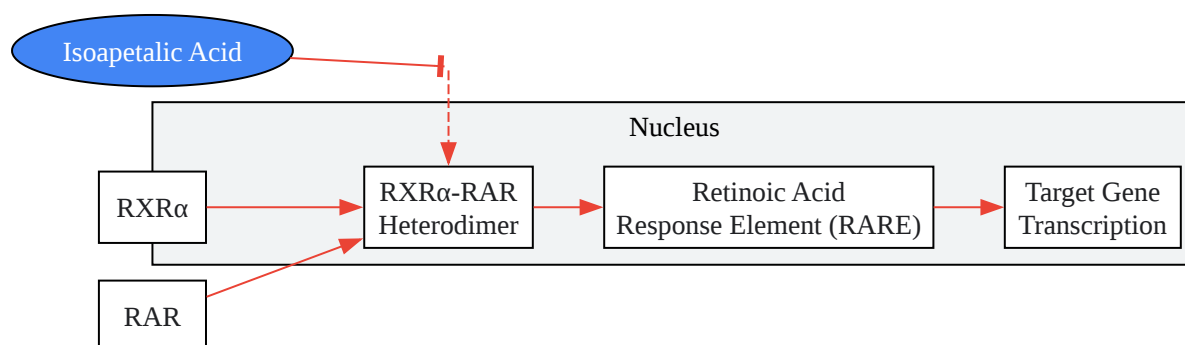 Isoapetalic Acid
Nucleus
RXRα
RXRα-RAR
Heterodimer
Retinoic Acid
Response Element (RARE)
Target Gene
Transcription
RAR